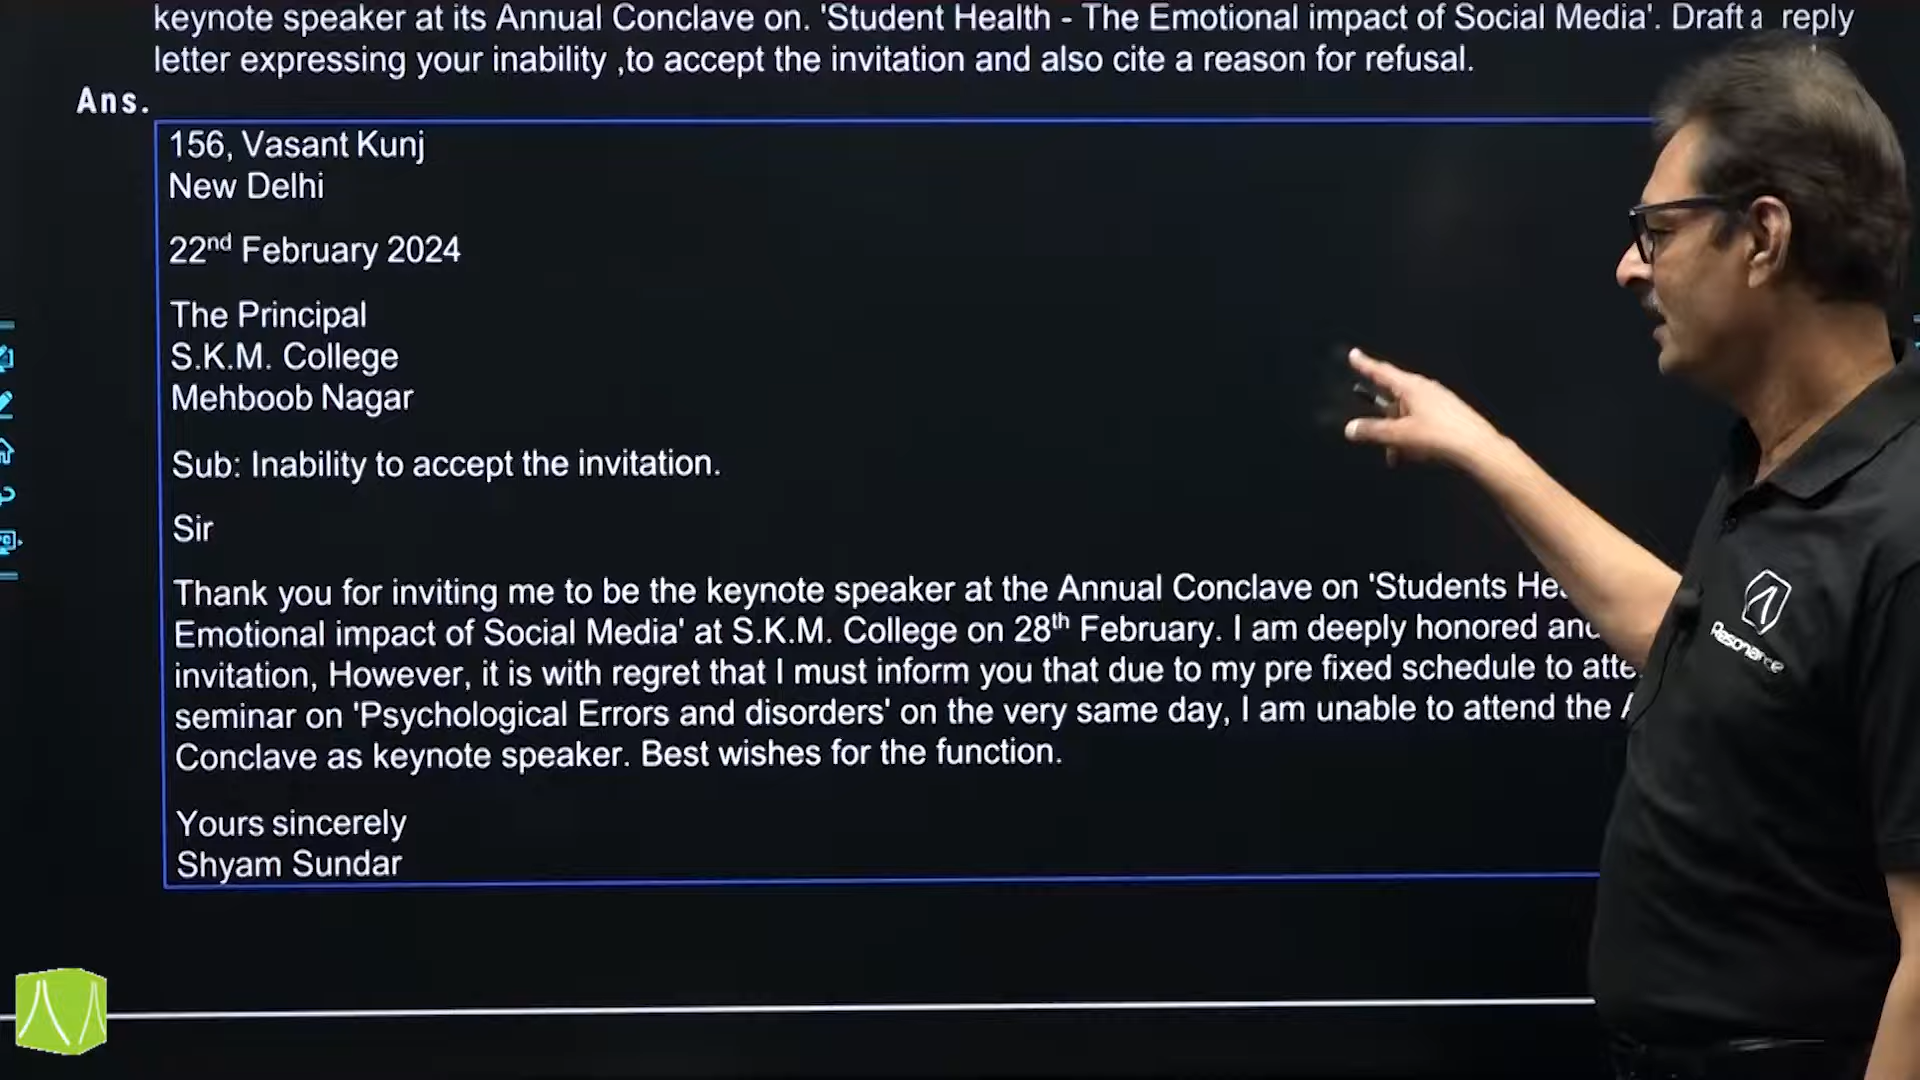 keynote speaker at its Annual Conclave on. 'Student Health - The Emotional impact of Social Media'. Draft a reply
letter expressing your inability ,to accept the invitation and also cite a reason for refusal.
Ans.
156, Vasant Kunj
New Delhi
22nd February 2024
The Principal
S.K.M. College
Mehboob Nagar
Sub: Inability to accept the invitation.
Sir
Thank you for inviting me to be the keynote speaker at the Annual Conclave on 'Students
Emotional impact of Social Media' at S.K.M. College on 28th February. I am deeply honored and
invitation, However, it is with regret that I must inform you that due to my pre fixed schedule to
seminar on 'Psychological Errors and disorders' on the very same day, I am unable to attend the
Conclave as keynote speaker. Best wishes for the function.
Yours sincerely
Shyam Sundar
Resonance